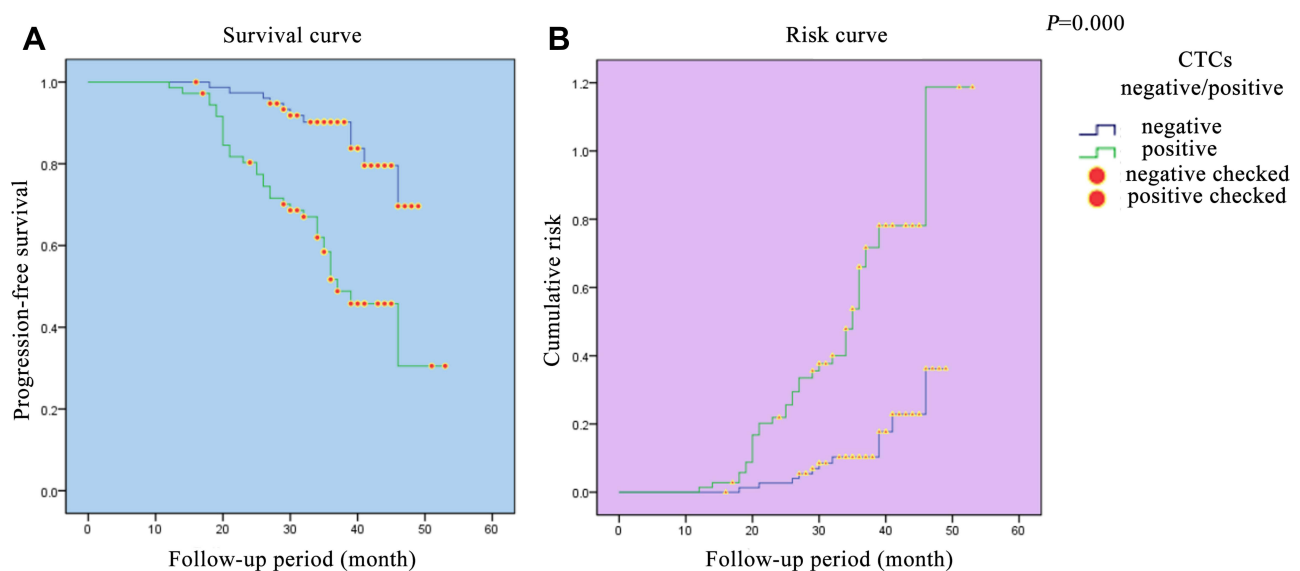 A
Survival curve
Progression-free survival
1.0
0.8
0.6
0.4
0.2
0.0
0 10 20 30 40 50 60
Follow-up period (month)
B
Risk curve
Cumulative risk
1.2
1.0
0.8
0.6
0.4
0.2
0.0
0 10 20 30 40 50 60
Follow-up period (month)
P=0.000
CTCs
negative/positive
negative
positive
negative checked
positive checked